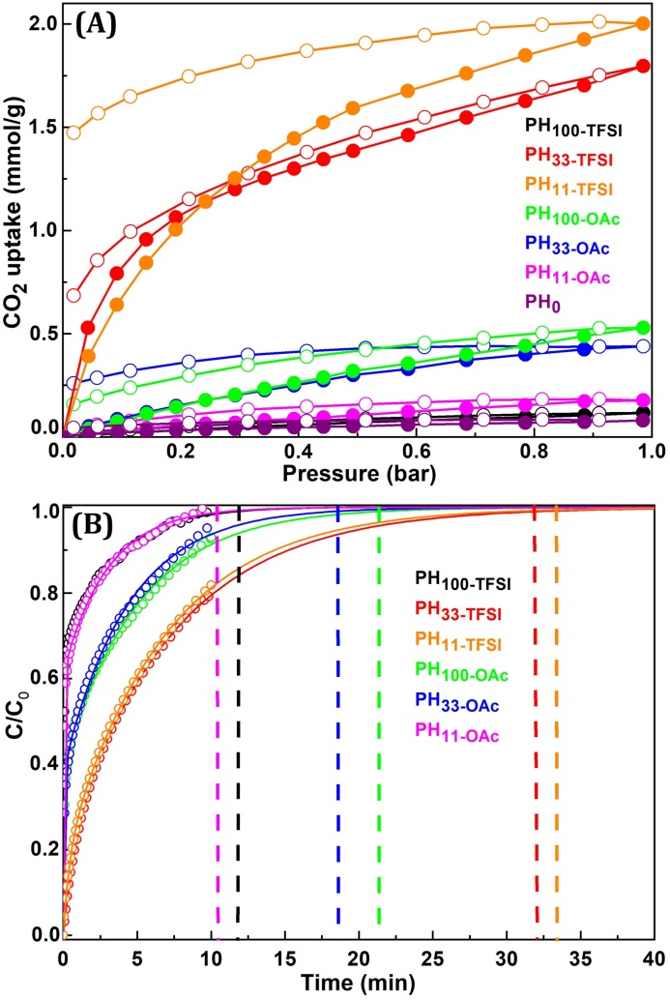 (A)
CO2 uptake (mmol/g)
2.0
1.5
1.0
0.5
0.0
PH100-TFSI
PH33-TFSI
PH11-TFSI
PH100-OAc
PH33-OAc
PH11-OAc
PH0
0.0 0.2 0.4 0.6 0.8 1.0
Pressure (bar)
(B)
C/C0
1.0
0.8
0.6
0.4
0.2
0.0
PH100-TFSI
PH33-TFSI
PH11-TFSI
PH100-OAc
PH33-OAc
PH11-OAc
0 5 10 15 20 25 30 35 40
Time (min)